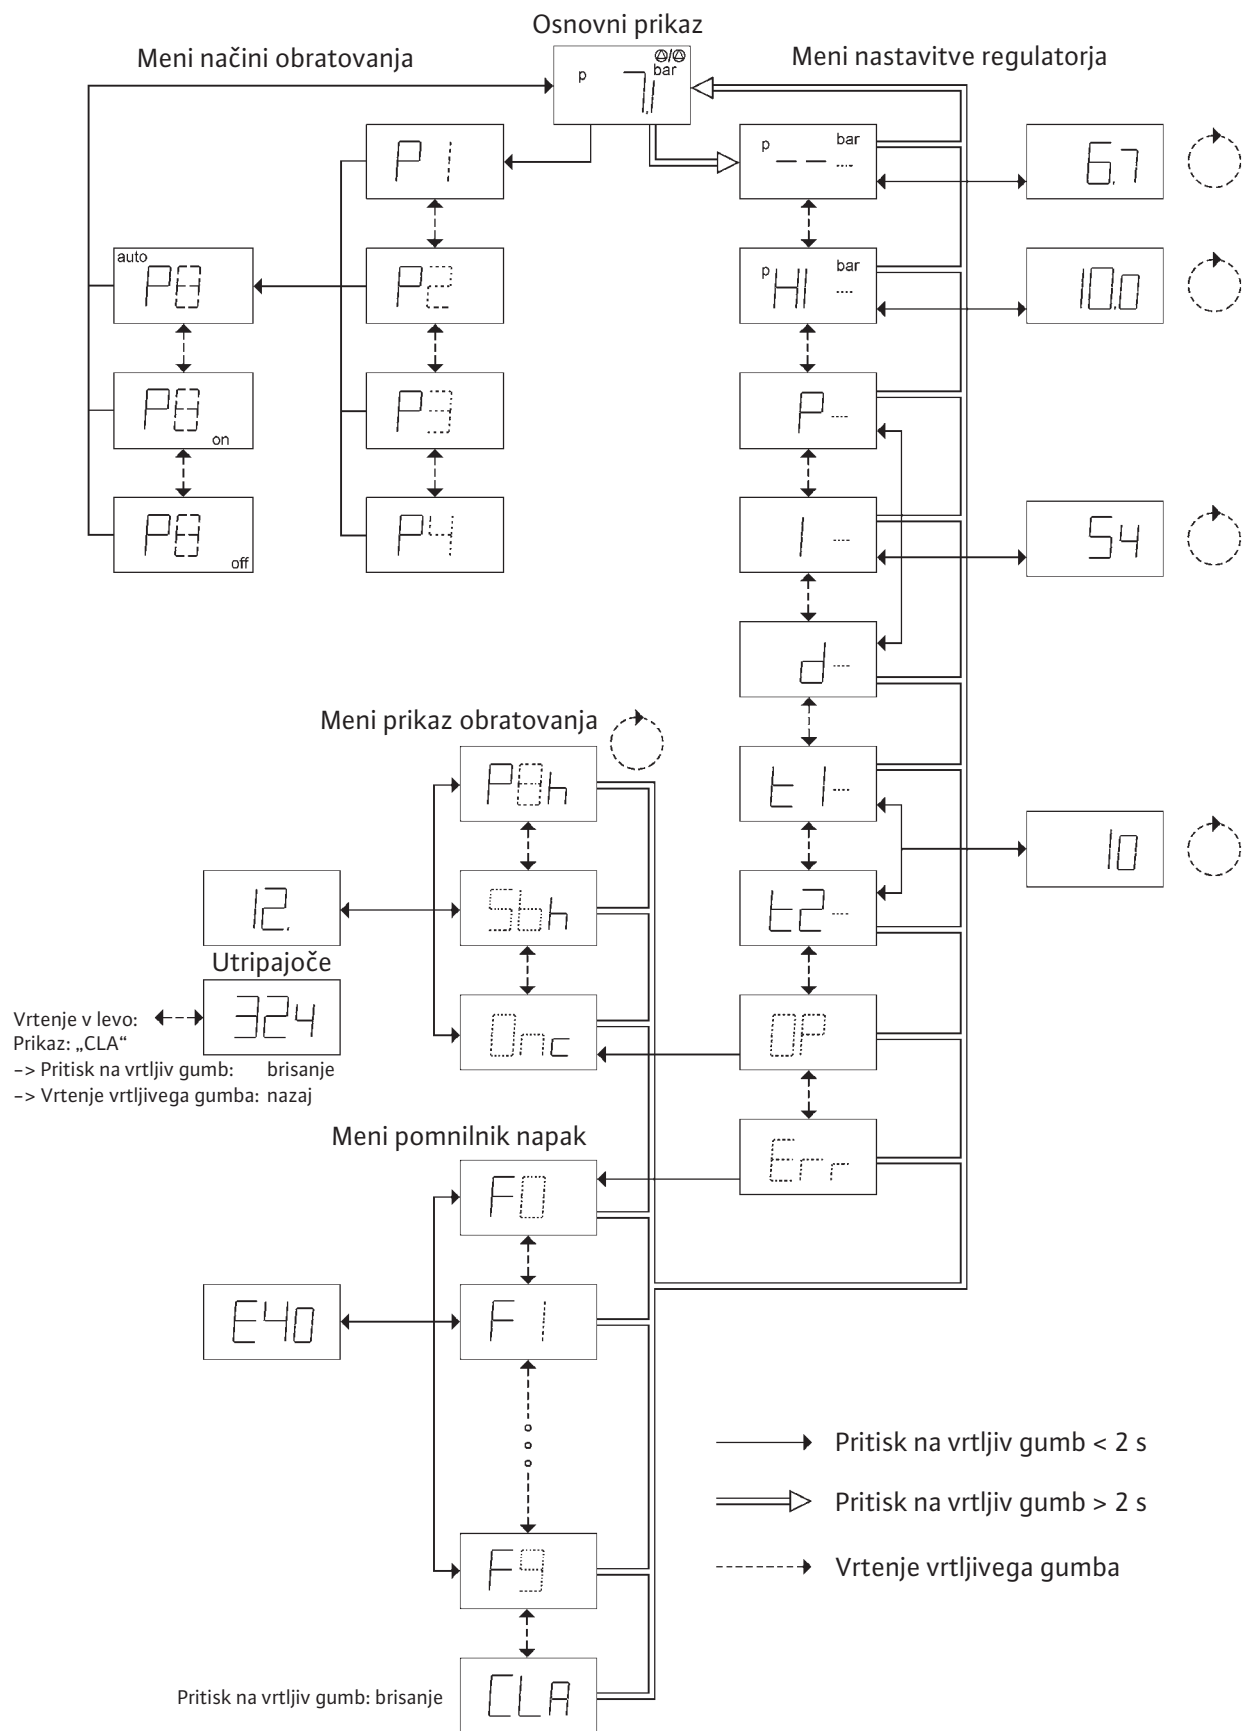 Osnovni prikaz
Meni načini obratovanja
Meni nastavitve regulatorja
p 7,1 bar
P1
p -- bar ----
6,7
auto P8
P2
p HI bar ----
10,0
P8 on
P3
P ----
P8 off
P4
I ----
54
d ----
Meni prikaz obratovanja
P8h
t1 ----
10
12.
Sbh
t2 ----
Utripajoče
324
Vrtenje v levo:
Prikaz: „CLA“
–> Pritisk na vrtljiv gumb: brisanje
–> Vrtenje vrtljivega gumba: nazaj
Onc
OP
Meni pomnilnik napak
Err
F0
E40
F1
Pritisk na vrtljiv gumb < 2 s
Pritisk na vrtljiv gumb > 2 s
F9
Vrtenje vrtljivega gumba
Pritisk na vrtljiv gumb: brisanje
CLA